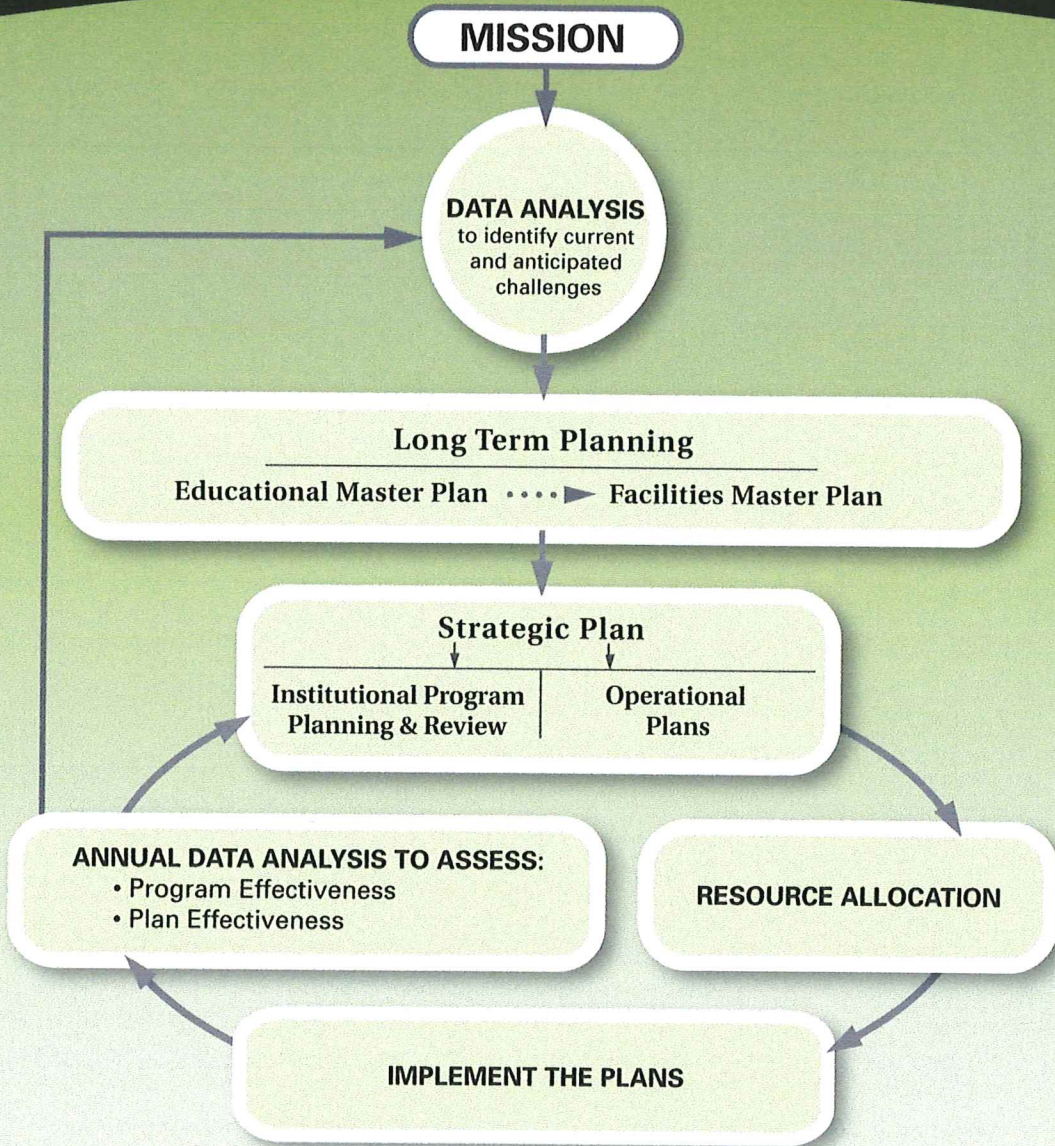 MISSION
DATA ANALYSIS
to identify current
and anticipated
challenges
Long Term Planning
Educational Master Plan
Facilities Master Plan
Strategic Plan
Institutional Program
Planning & Review
Operational
Plans
ANNUAL DATA ANALYSIS TO ASSESS:
• Program Effectiveness
• Plan Effectiveness
RESOURCE ALLOCATION
IMPLEMENT THE PLANS